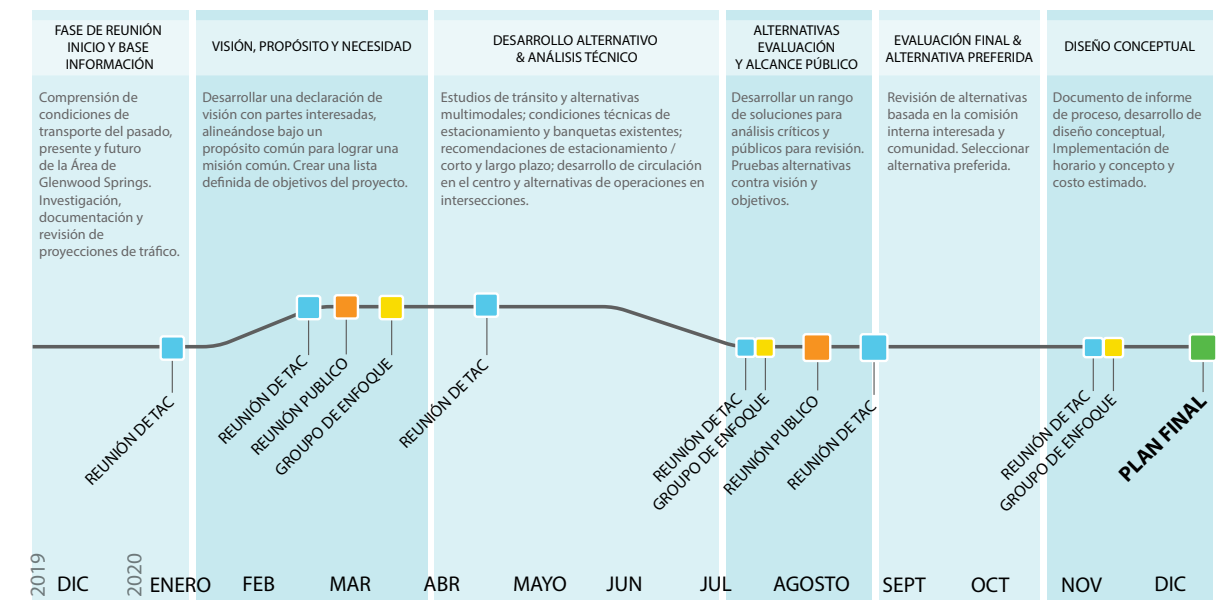 FASE DE REUNIÓN
INICIO Y BASE
INFORMACIÓN
VISIÓN, PROPÓSITO Y NECESIDAD
DESARROLLO ALTERNATIVO
& ANÁLISIS TÉCNICO
ALTERNATIVAS
EVALUACIÓN
Y ALCANCE PÚBLICO
EVALUACIÓN FINAL &
ALTERNATIVA PREFERIDA
DISEÑO CONCEPTUAL
Comprensión de
condiciones de
transporte del pasado,
presente y futuro
de la Área de
Glenwood Springs.
Investigación,
documentación y
revisión de
proyecciones de tráfico.
Desarrollar una declaración de
visión con partes interesadas,
alineándose bajo un
propósito común para lograr una
misión común. Crear una lista
definida de objetivos del proyecto.
Estudios de tránsito y alternativas
multimodales; condiciones técnicas de
estacionamiento y banquetas existentes;
recomendaciones de estacionamiento /
corto y largo plazo; desarrollo de circulación
en el centro y alternativas de operaciones en
intersecciones.
Desarrollar un rango
de soluciones para
análisis críticos y
públicos para revisión.
Pruebas alternativas
contra visión y
objetivos.
Revisión de alternativas
basada en la comisión
interna interesada y
comunidad. Seleccionar
alternativa preferida.
Documento de informe
de proceso, desarrollo de
diseño conceptual,
Implementación de
horario y concepto y
costo estimado.
REUNIÓN DE TAC
REUNIÓN DE TAC
REUNIÓN PUBLICO
GRUPO DE ENFOQUE
REUNIÓN DE TAC
REUNIÓN DE TAC
GROUPO DE ENFOQUE
REUNIÓN PUBLICO
REUNIÓN DE TAC
REUNIÓN DE TAC
GROUPO DE ENFOQUE
PLAN FINAL
2019
DIC
2020
ENERO
FEB
MAR
ABR
MAYO
JUN
JUL
AGOSTO
SEPT
OCT
NOV
DIC